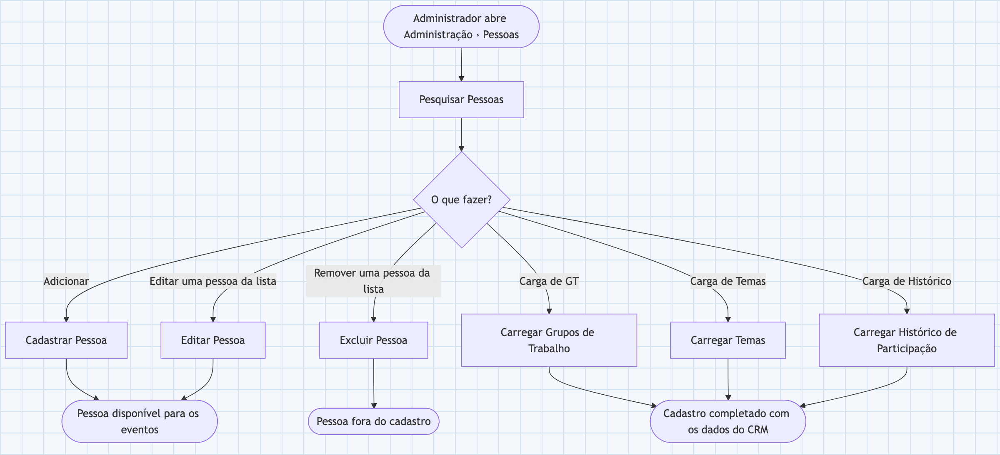 Administrador abre
Administração › Pessoas
Pesquisar Pessoas
O que fazer?
Adicionar
Editar uma pessoa da lista
Remover uma pessoa da
lista
Carga de GT
Carga de Temas
Carga de Histórico
Cadastrar Pessoa
Editar Pessoa
Excluir Pessoa
Carregar Grupos de
Trabalho
Carregar Temas
Carregar Histórico de
Participação
Pessoa disponível para os
eventos
Pessoa fora do cadastro
Cadastro completado com
os dados do CRM